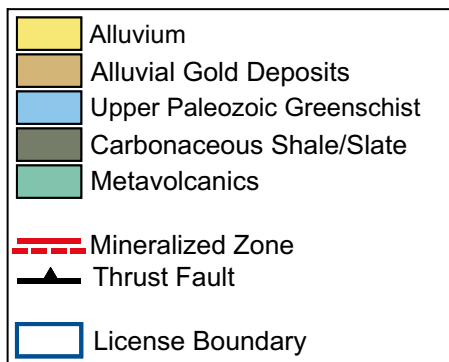 Alluvium
Alluvial Gold Deposits
Upper Paleozoic Greenschist
Carbonaceous Shale/Slate
Metavolcanics
Mineralized Zone
Thrust Fault
License Boundary